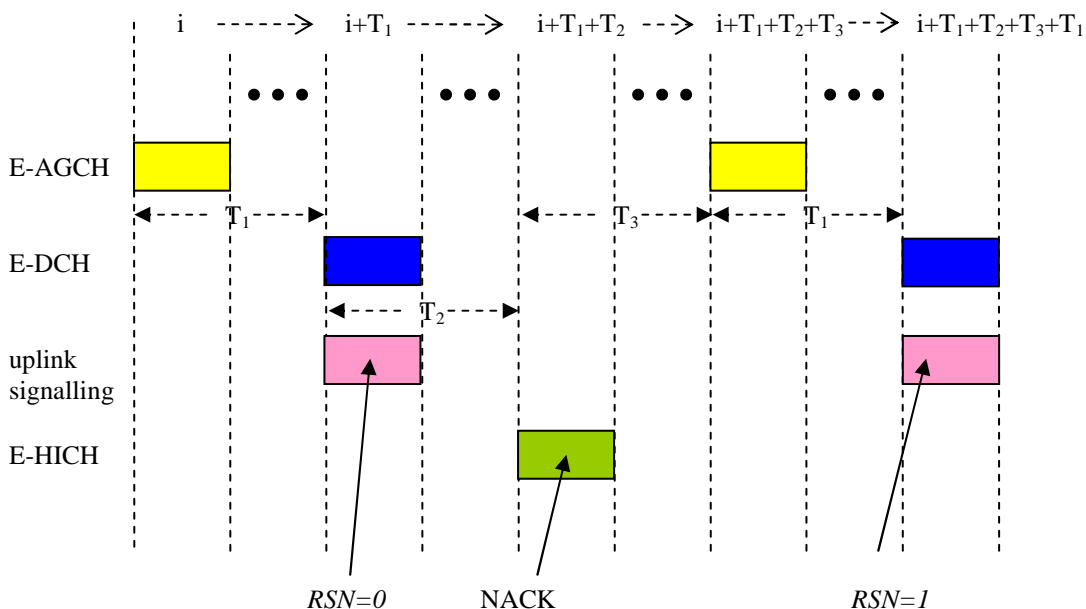 i i+T₁ i+T₁+T₂ i+T₁+T₂+T₃ i+T₁+T₂+T₃+T₁
E-AGCH
T₁ T₃ T₁
E-DCH
T₂
uplink
signalling
E-HICH
RSN=0 NACK RSN=1